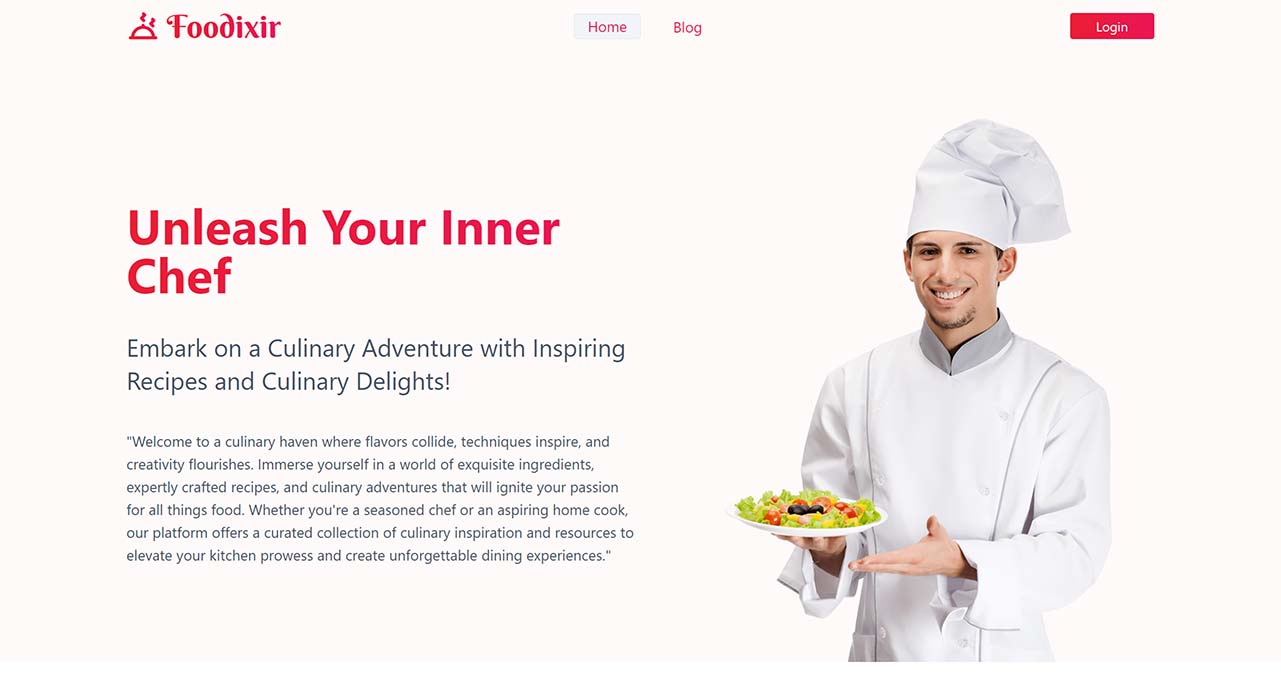 Foodixir
Home
Blog
Login
Unleash Your Inner
Chef
Embark on a Culinary Adventure with Inspiring
Recipes and Culinary Delights!
"Welcome to a culinary haven where flavors collide, techniques inspire, and
creativity flourishes. Immerse yourself in a world of exquisite ingredients,
expertly crafted recipes, and culinary adventures that will ignite your passion
for all things food. Whether you're a seasoned chef or an aspiring home cook,
our platform offers a curated collection of culinary inspiration and resources to
elevate your kitchen prowess and create unforgettable dining experiences."